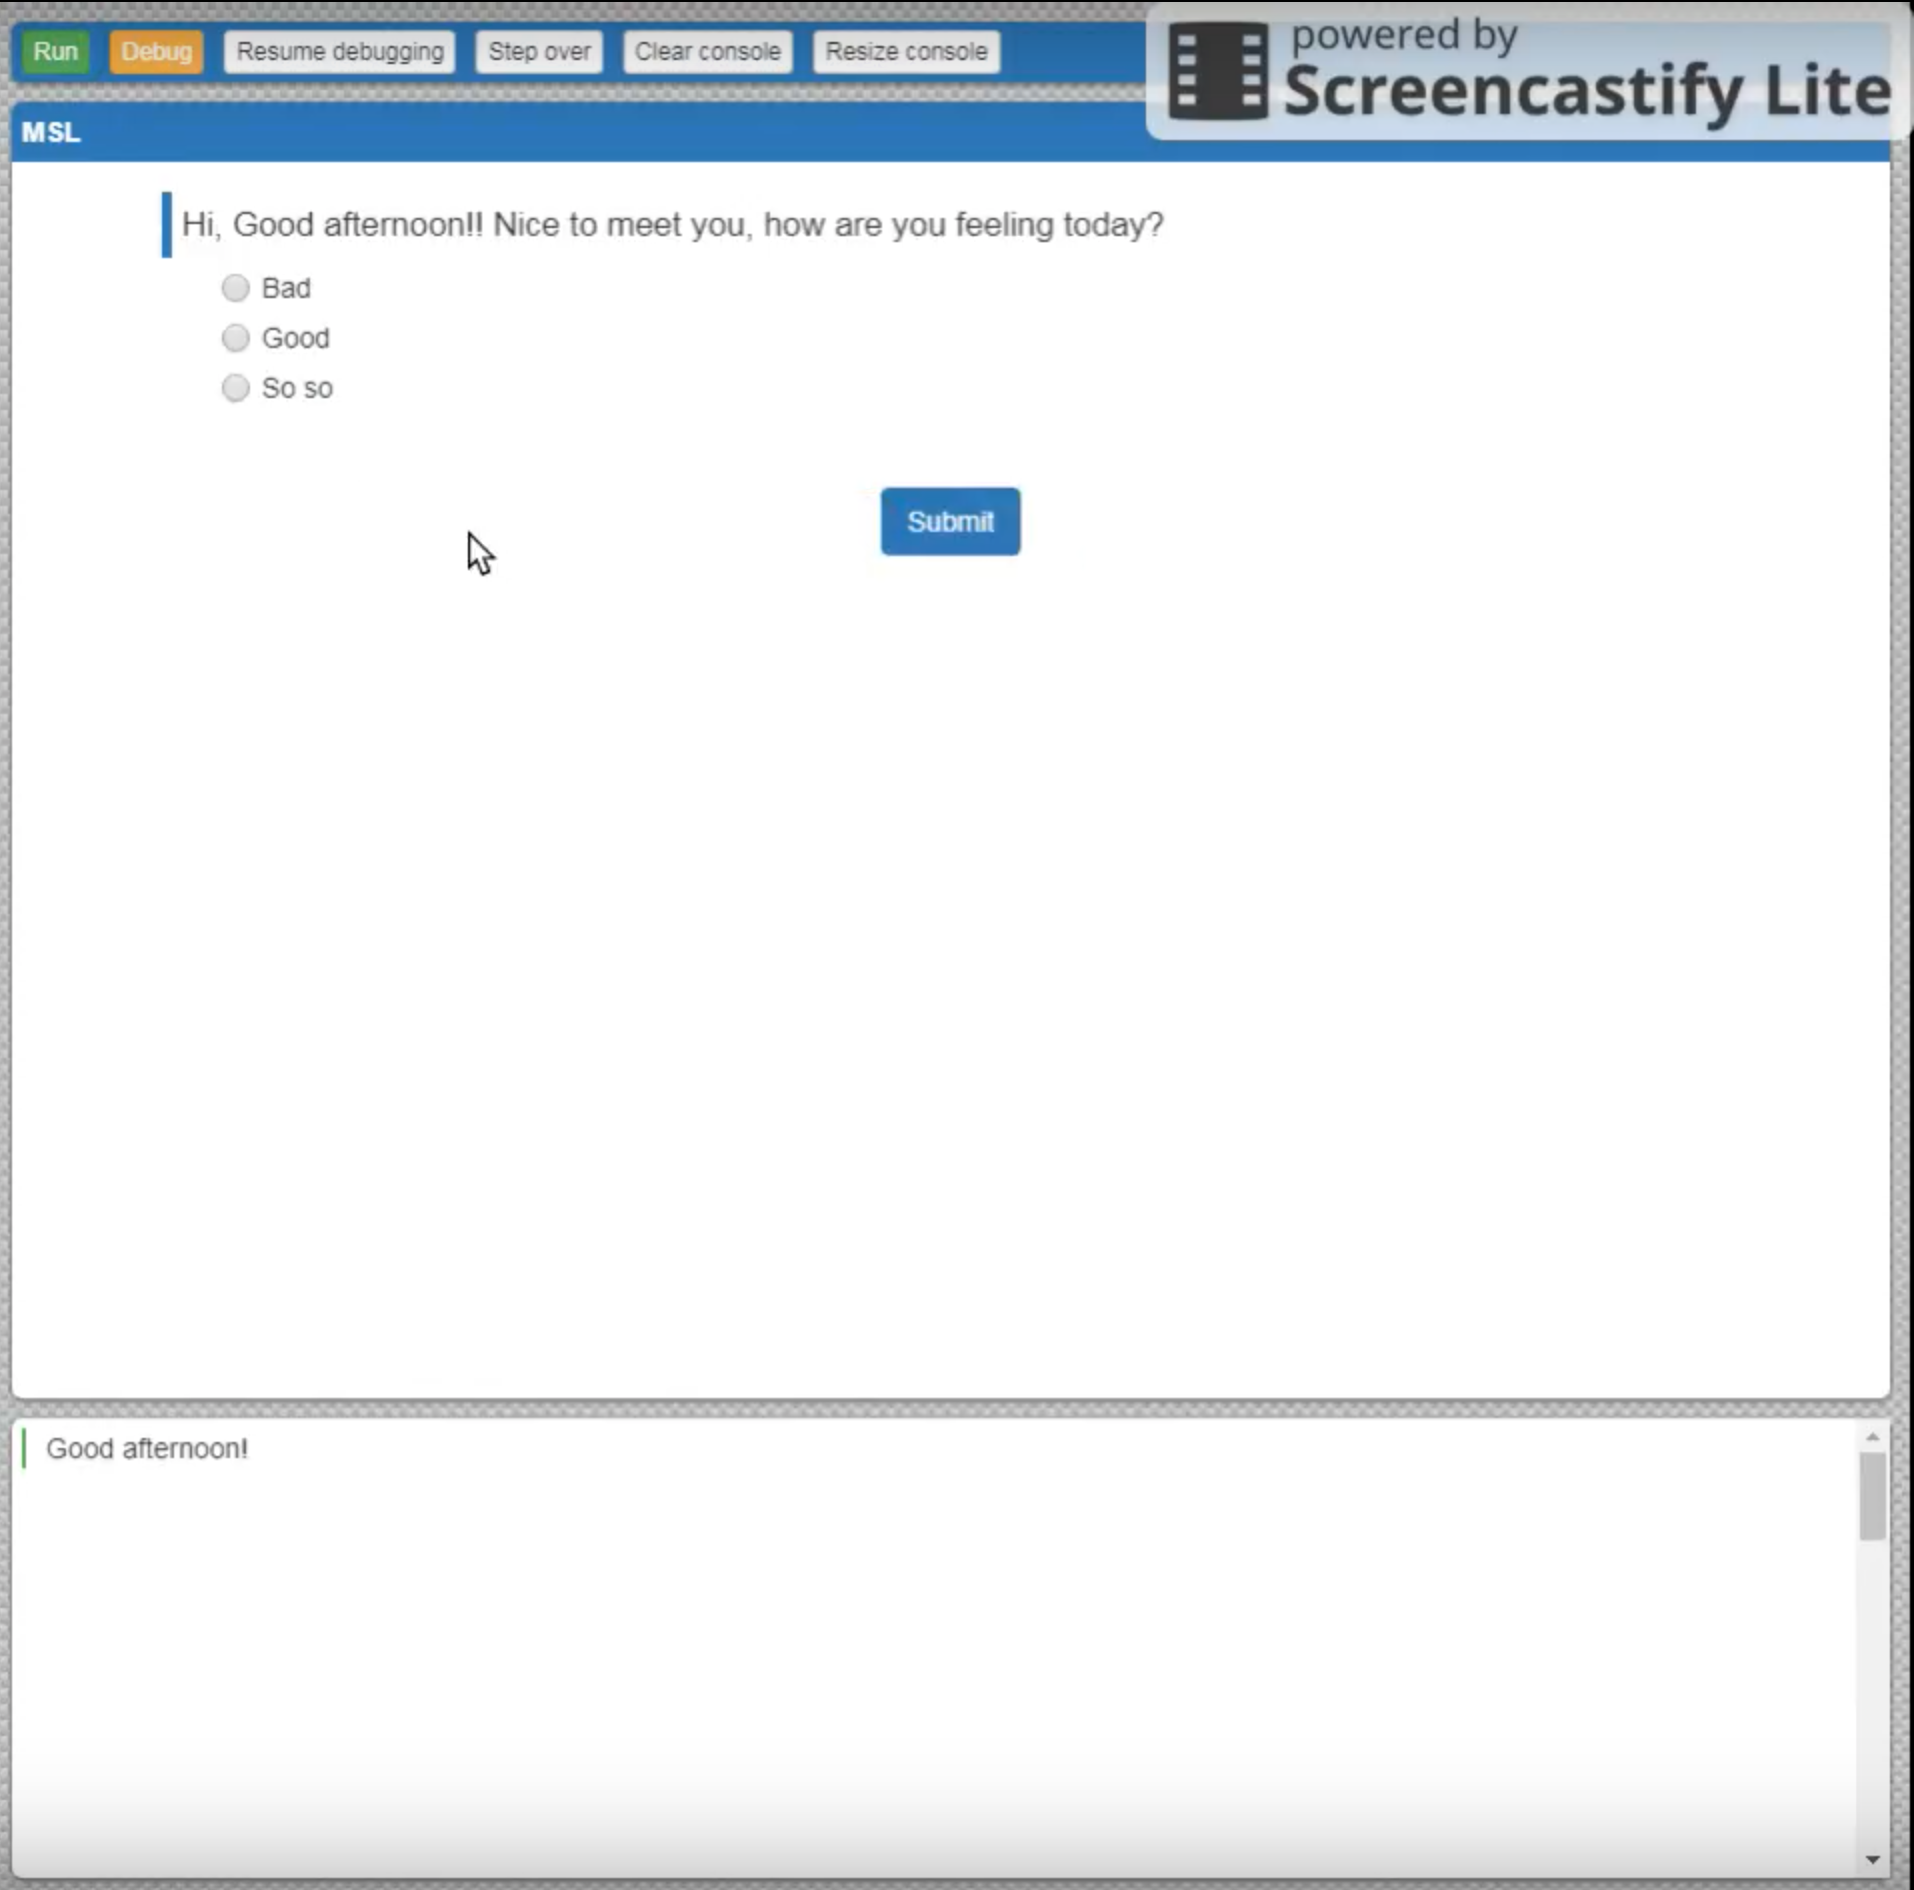 Run Debug Resume debugging Step over Clear console Resize console
powered by
Screencastify Lite
MSL
Hi, Good afternoon!! Nice to meet you, how are you feeling today?
Bad
Good
So so
Submit
Good afternoon!